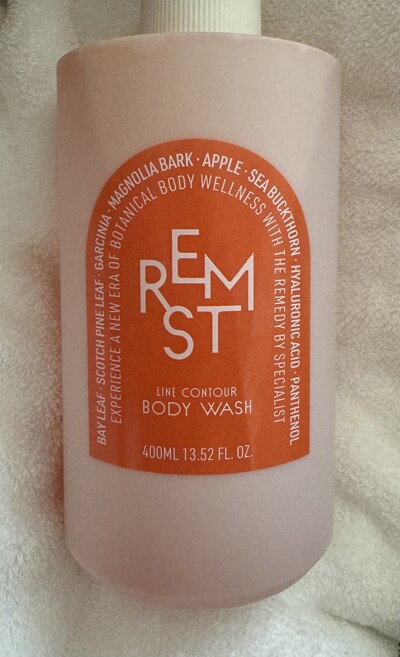 BAY LEAF · SCOTCH PINE LEAF · GARCINIA · MAGNOLIA BARK · APPLE · SEA BUCKTHORN · HYALURONIC ACID · PANTHENOL
EXPERIENCE A NEW ERA OF BOTANICAL BODY WELLNESS WITH THE REMEDY BY SPECIALIST
REM
ST
LINE CONTOUR
BODY WASH
400ML 13.52 FL. OZ.